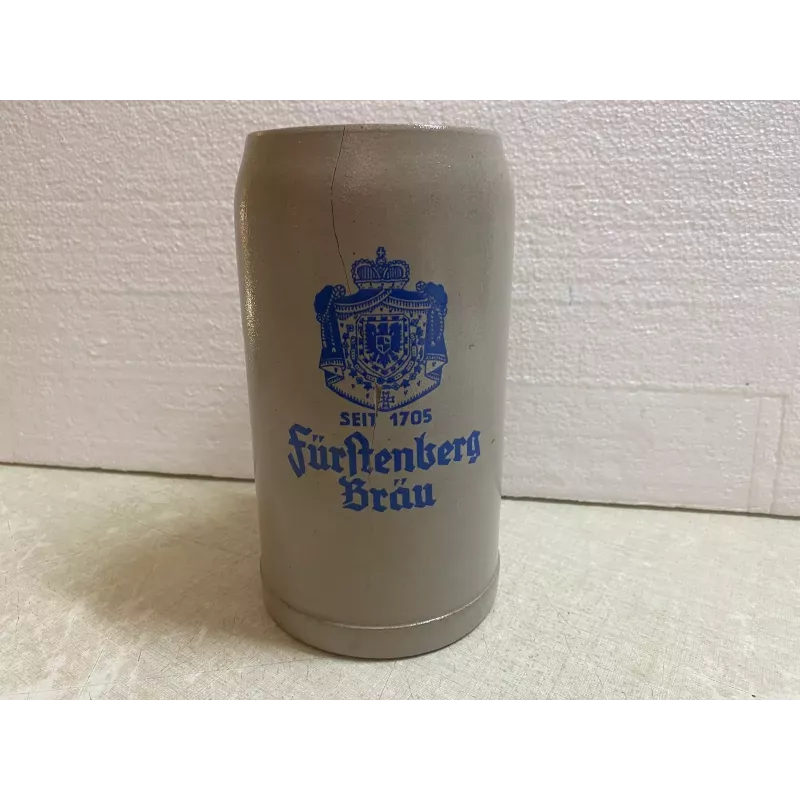 SEIT 1705
Fürstenberg
Bräu